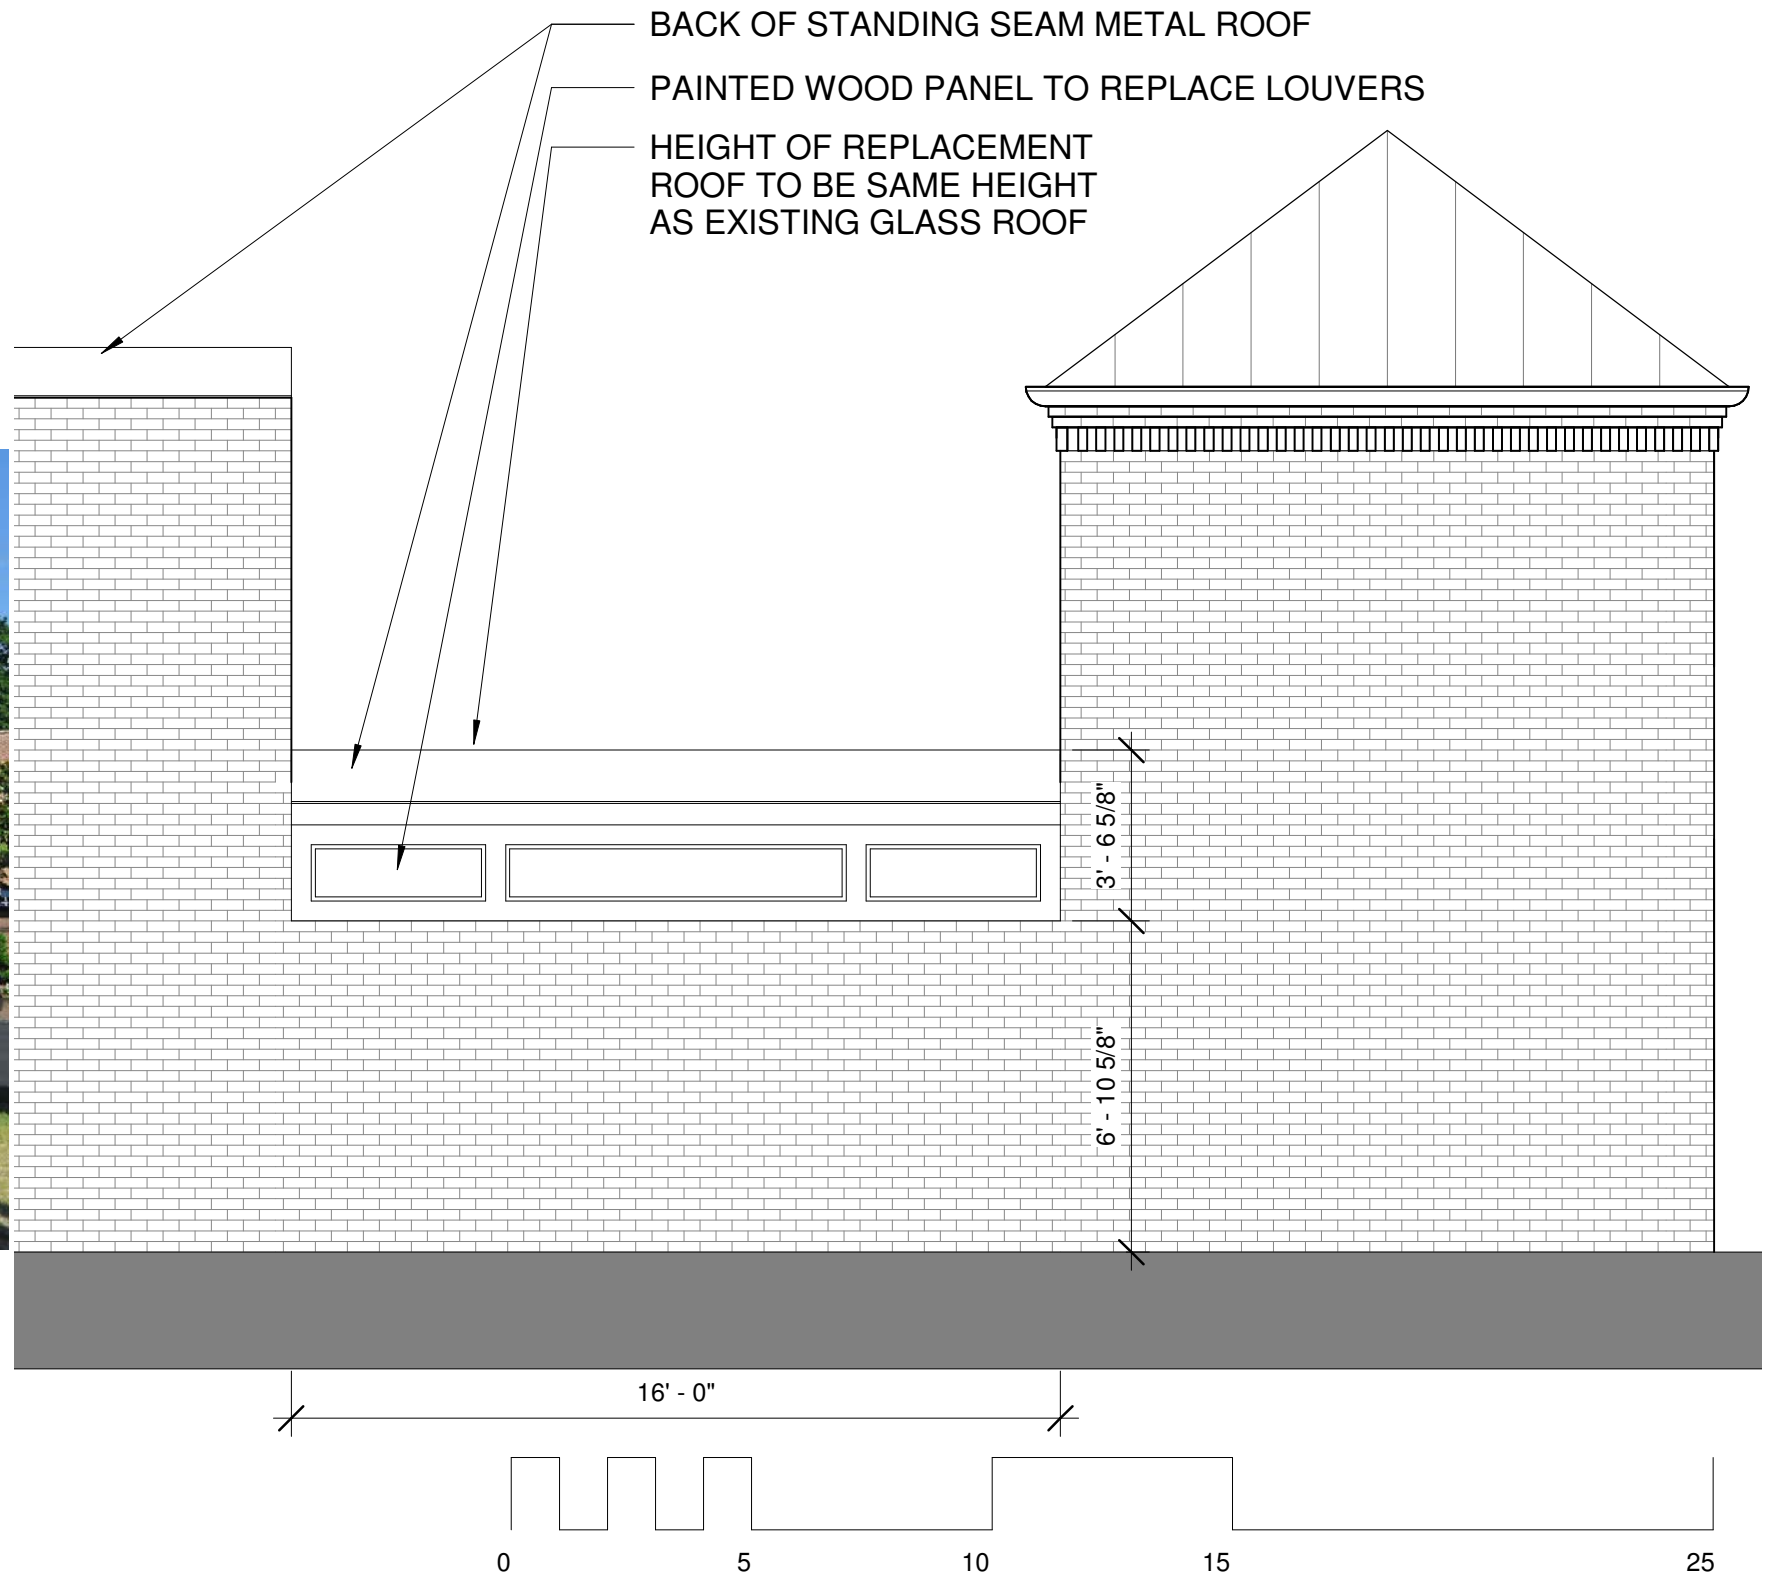 BACK OF STANDING SEAM METAL ROOF
PAINTED WOOD PANEL TO REPLACE LOUVERS
HEIGHT OF REPLACEMENT
ROOF TO BE SAME HEIGHT
AS EXISTING GLASS ROOF
3' - 6 5/8"
6' - 10 5/8"
16' - 0"
0 5 10 15 25